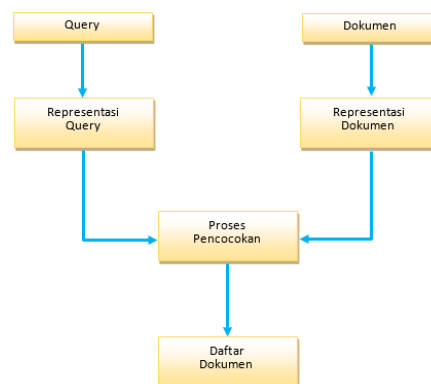 Query
Dokumen
Representasi
Query
Representasi
Dokumen
Proses
Pencocokan
Daftar
Dokumen